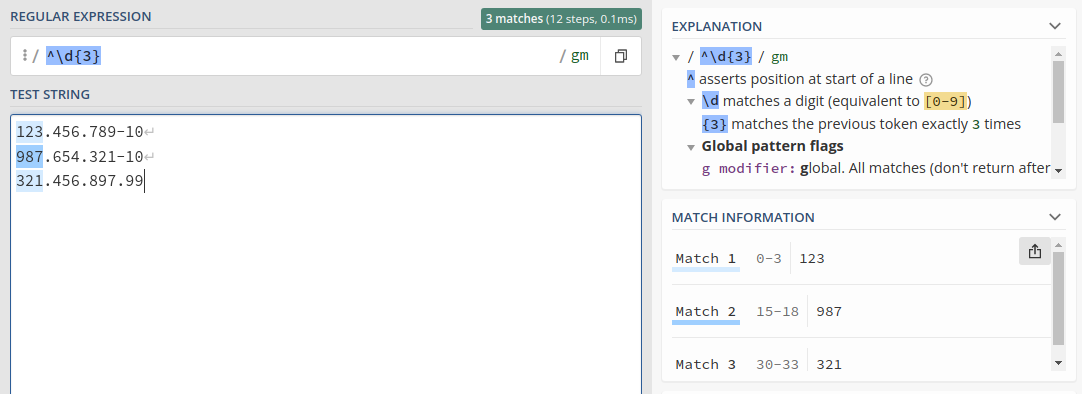 REGULAR EXPRESSION
3 matches (12 steps, 0.1ms)
/ ^\d{3} / gm
TEST STRING
123.456.789-10↵
987.654.321-10↵
321.456.897.99
EXPLANATION
/ ^\d{3} / gm
^ asserts position at start of a line ?
\d matches a digit (equivalent to [0-9])
{3} matches the previous token exactly 3 times
Global pattern flags
g modifier: global. All matches (don't return after
MATCH INFORMATION
Match 1 0-3 123
Match 2 15-18 987
Match 3 30-33 321